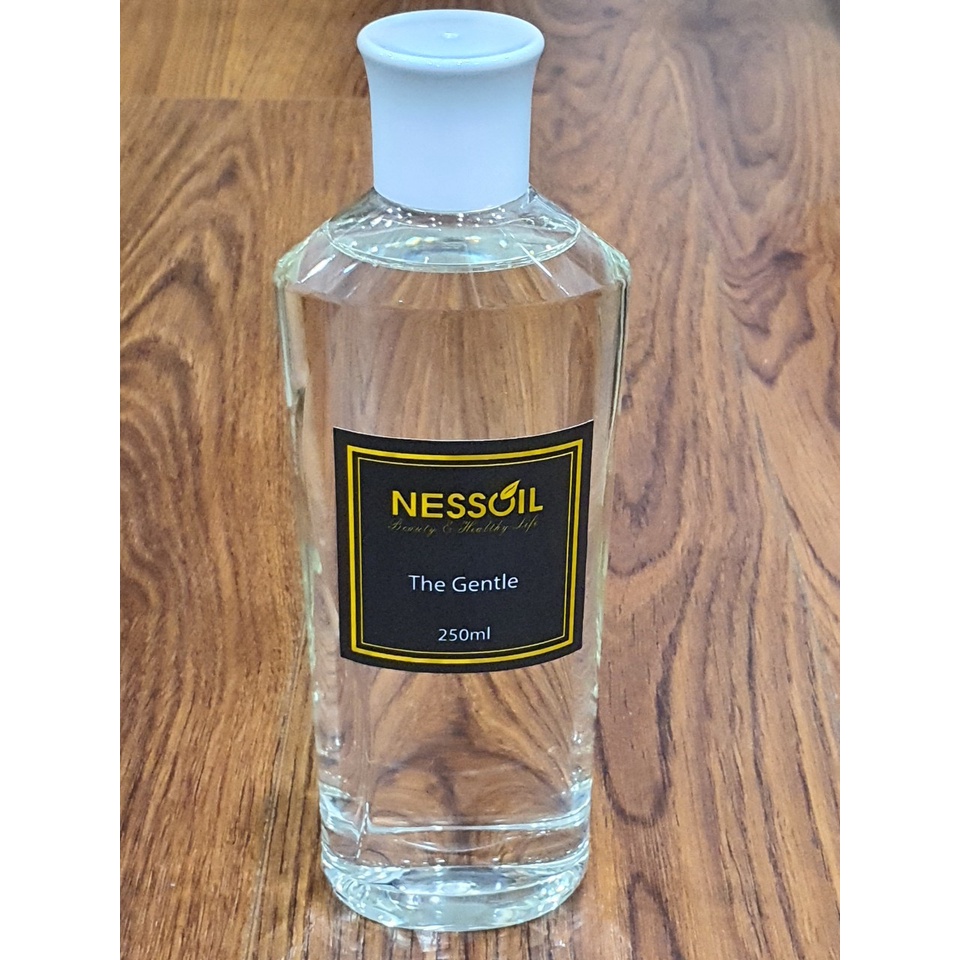 NESSOIL
Beauty & Healthy Life
The Gentle
250ml